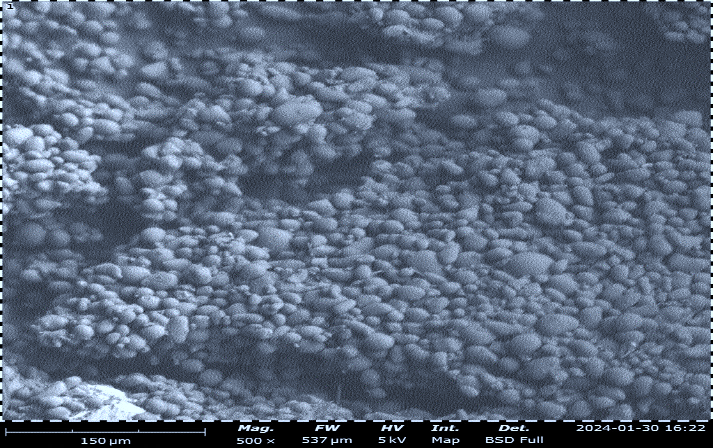 1
Mag. FW HV Int. Det. 2024-01-30 16:22
150 µm 500 x 537 µm 5 kV Map BSD Full